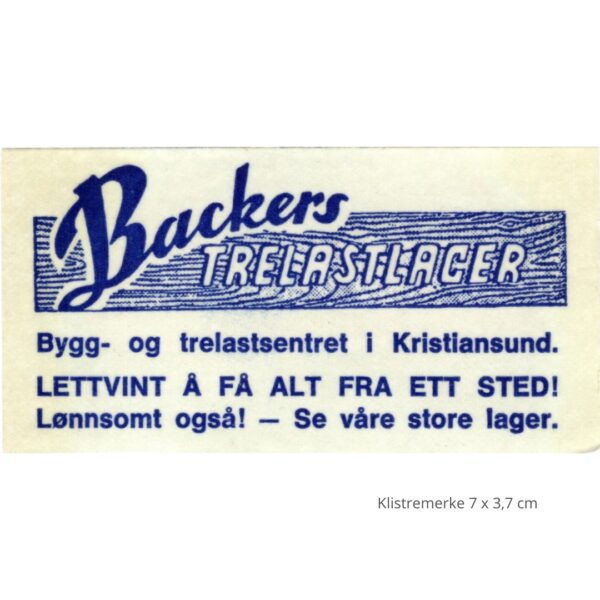 Backers
TRELASTLAGER
Bygg- og trelastsentret i Kristiansund.
LETTVINT Å FÅ ALT FRA ETT STED!
Lønnsomt også! — Se våre store lager.
Klistremerke 7 x 3,7 cm